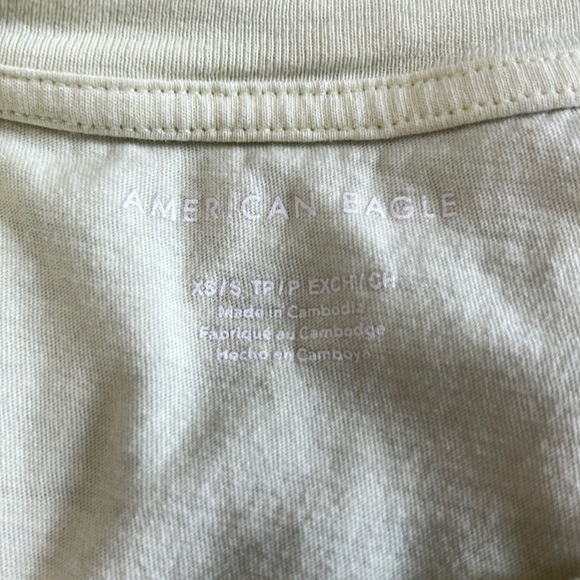 AMERICAN EAGLE
XS/S TP/P EXCH/CH
Made in Cambodia
Fabriqué au Cambodge
Hecho en Camboya